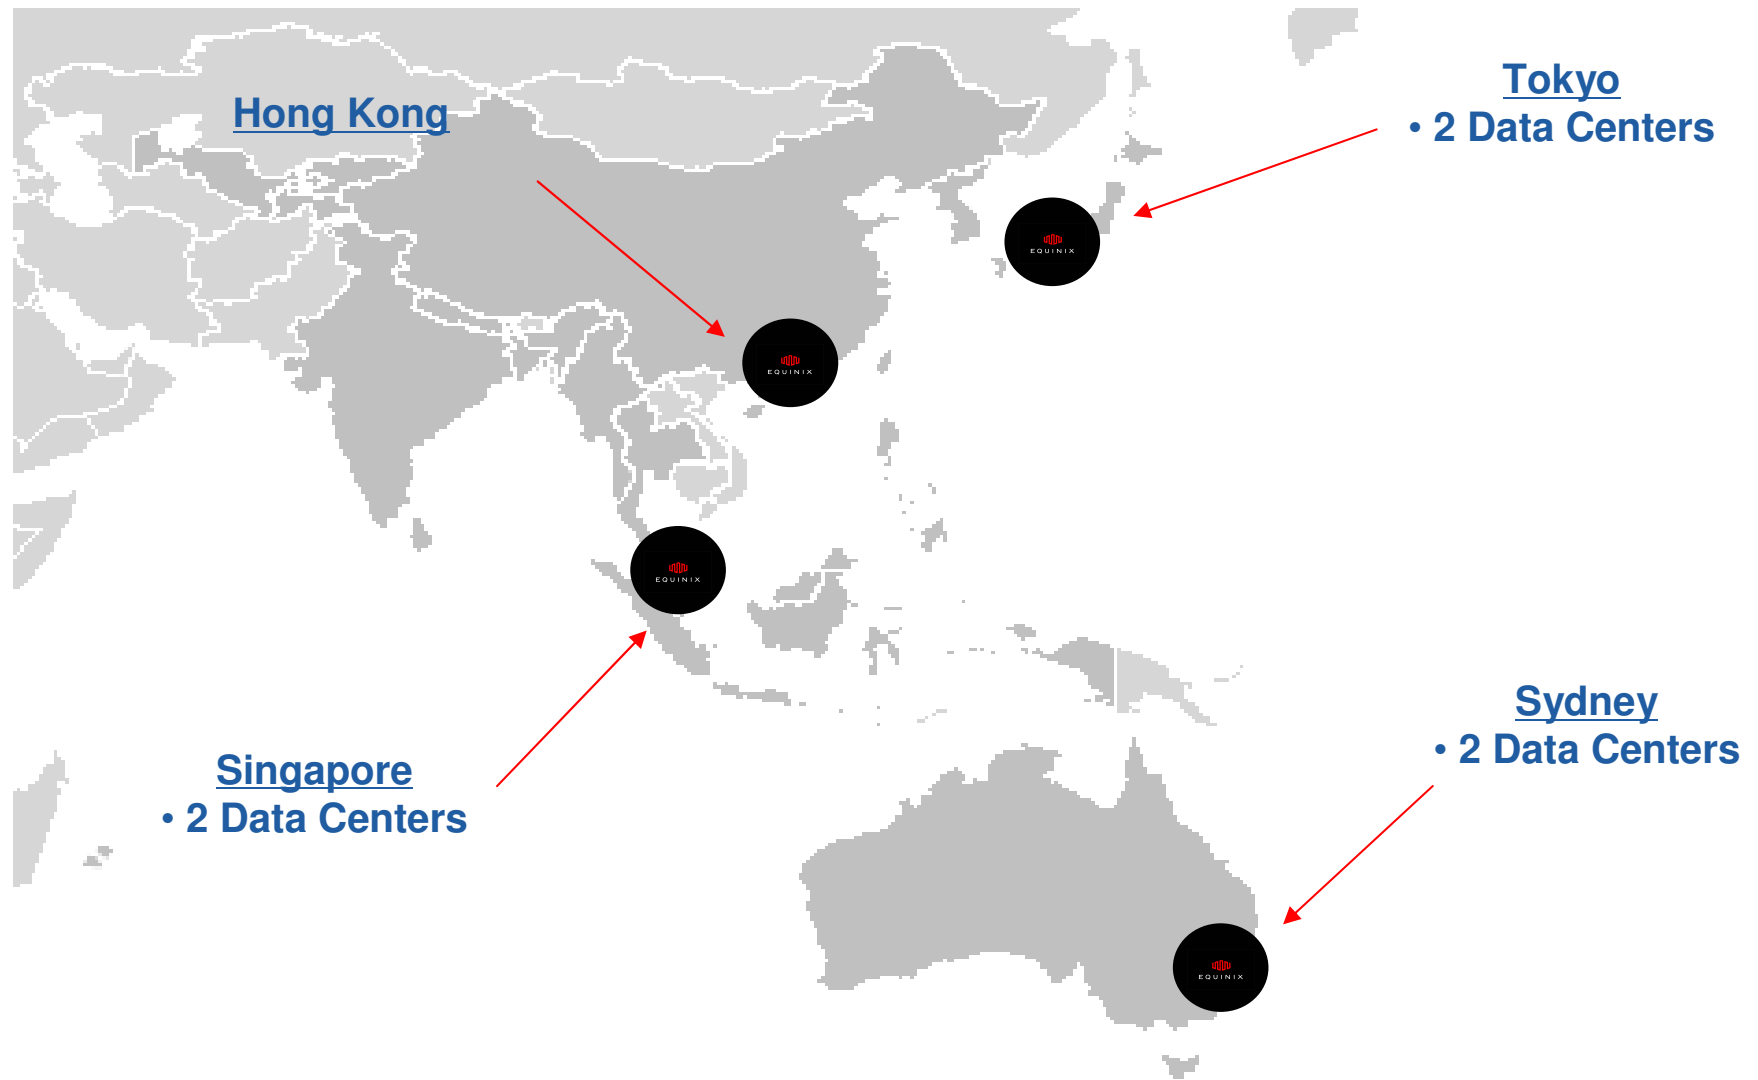 Hong Kong
Tokyo
• 2 Data Centers
EQUINIX
EQUINIX
EQUINIX
Singapore
• 2 Data Centers
Sydney
• 2 Data Centers
EQUINIX